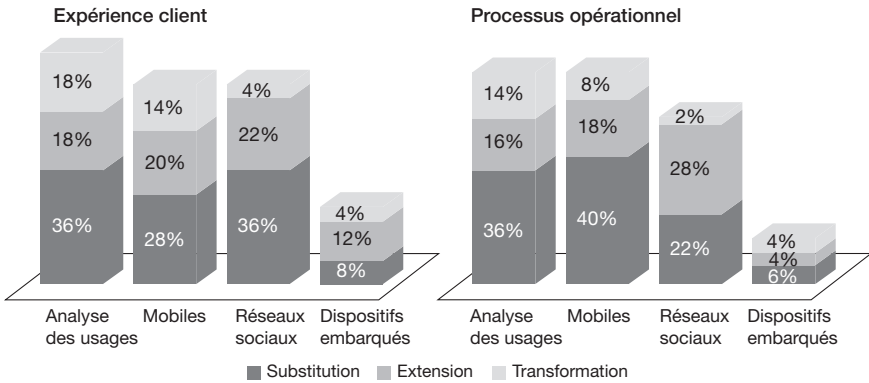 Expérience client
18%
18%
36%
14%
20%
28%
4%
22%
36%
4%
12%
8%
Analyse
des usages
Mobiles
Réseaux
sociaux
Dispositifs
embarqués
Processus opérationnel
14%
16%
36%
8%
18%
40%
2%
28%
22%
4%
4%
6%
Analyse
des usages
Mobiles
Réseaux
sociaux
Dispositifs
embarqués
Substitution
Extension
Transformation